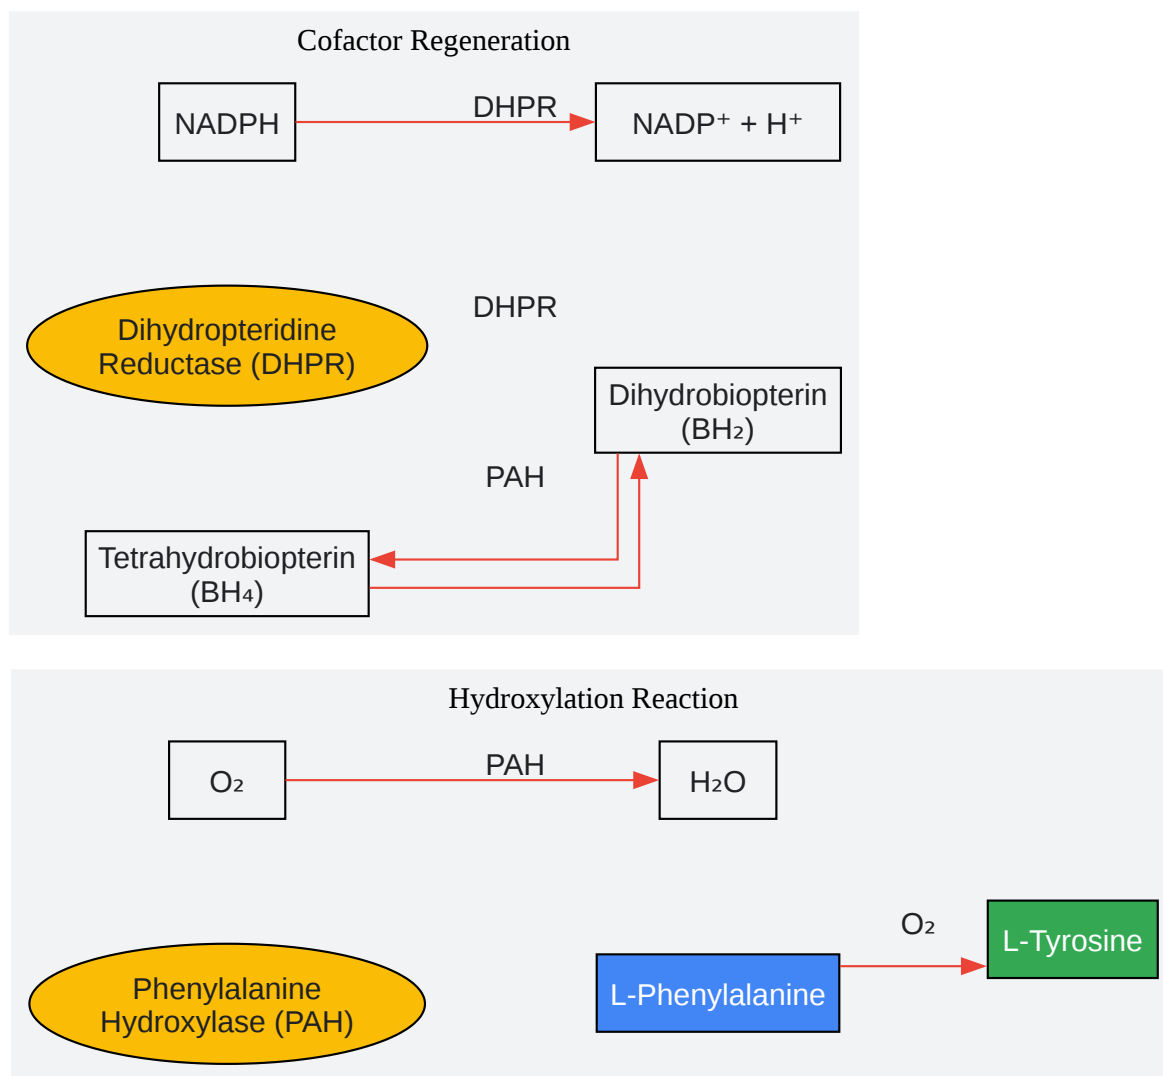 Cofactor Regeneration
NADPH
DHPR
NADP⁺ + H⁺
DHPR
Dihydropteridine
Reductase (DHPR)
Dihydrobiopterin
(BH₂)
PAH
Tetrahydrobiopterin
(BH₄)
Hydroxylation Reaction
O₂
PAH
H₂O
O₂
L-Tyrosine
Phenylalanine
Hydroxylase (PAH)
L-Phenylalanine